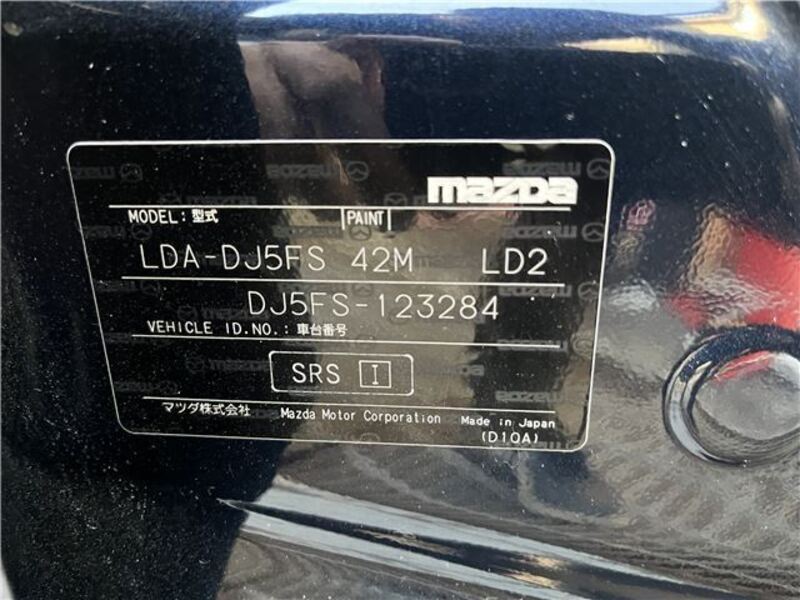 mazda
MODEL: 型式 PAINT
LDA-DJ5FS 42M LD2
DJ5FS-123284
VEHICLE ID.NO.: 車台番号
SRS I
マツダ株式会社 Mazda Motor Corporation Made in Japan
(D10A)